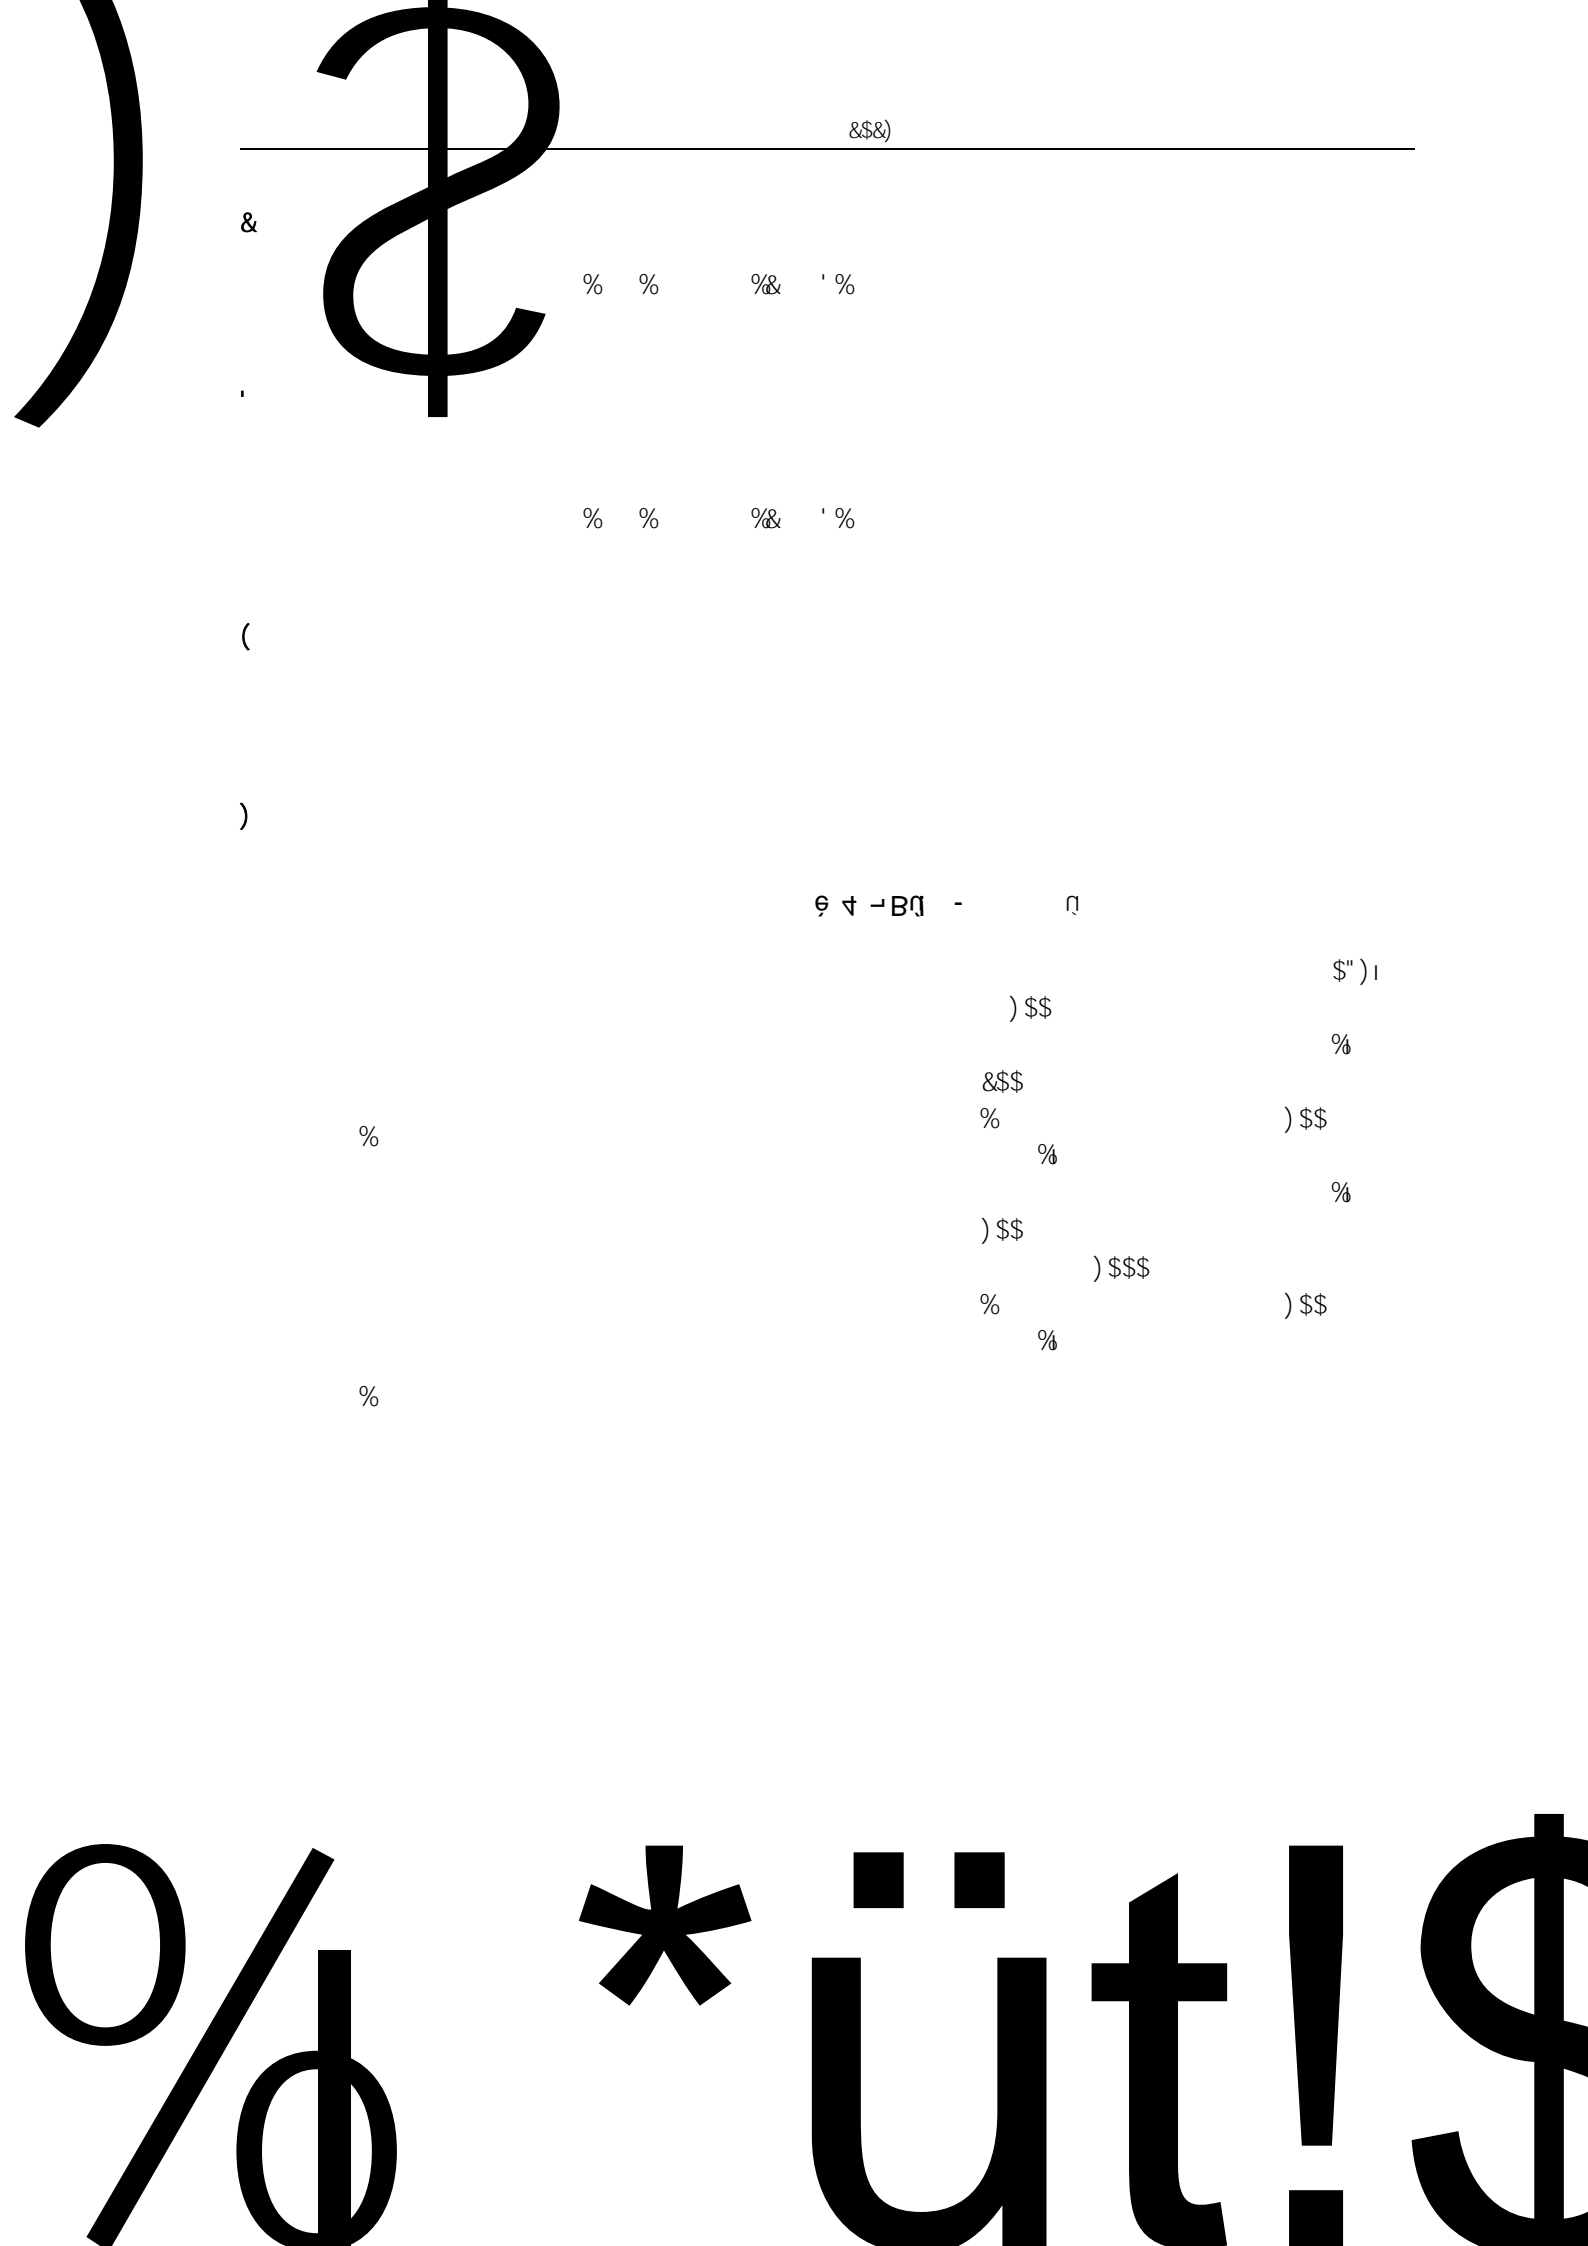 ) $
&$&)
&
% % %& ' %
'
% % %& ' %
(
)
$")ı
)$$
%ı
&$$
% )$$
%
%ı
%ı
)$$
)$$$
% )$$
%ı
%
%ı *üt!$